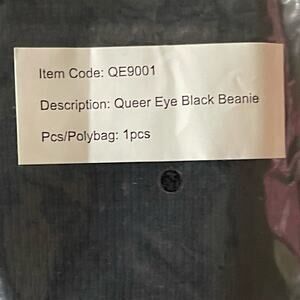 Item Code: QE9001
Description: Queer Eye Black Beanie
Pcs/Polybag: 1pcs